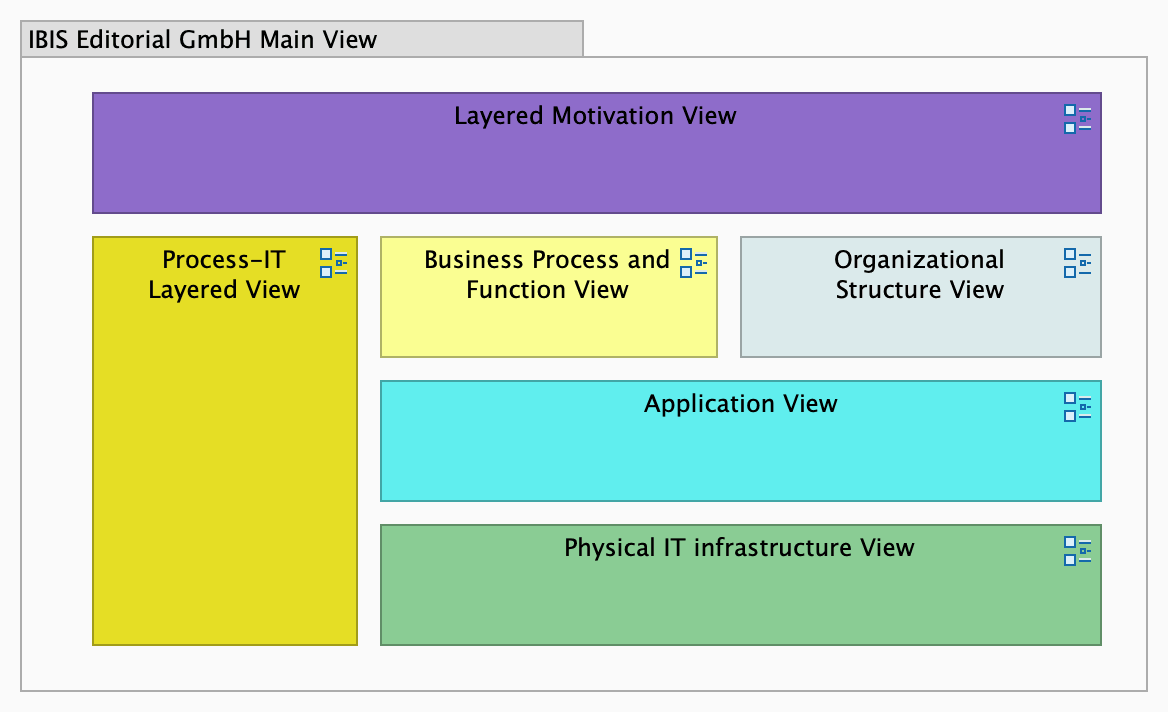 IBIS Editorial GmbH Main View
Layered Motivation View
Process-IT
Layered View
Business Process and
Function View
Organizational
Structure View
Application View
Physical IT infrastructure View